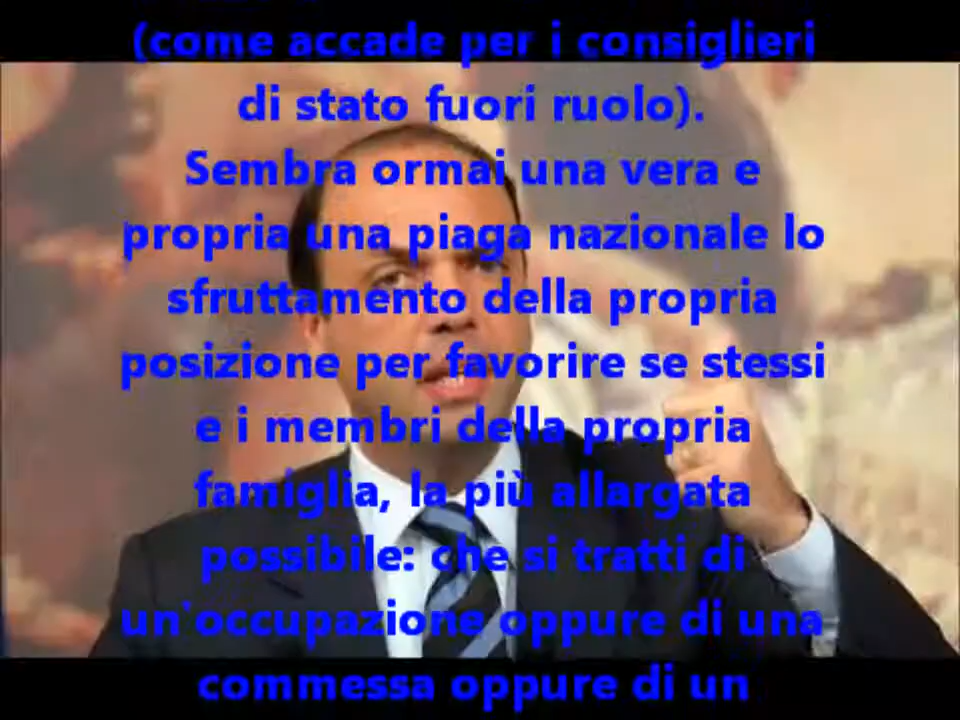 (come accade per i consiglieri
di stato fuori ruolo).
Sembra ormai una vera e
propria una piaga nazionale lo
sfruttamento della propria
posizione per favorire se stessi
e i membri della propria
famiglia, la più allargata
possibile: che si tratti di
un'occupazione oppure di una
commessa oppure di un